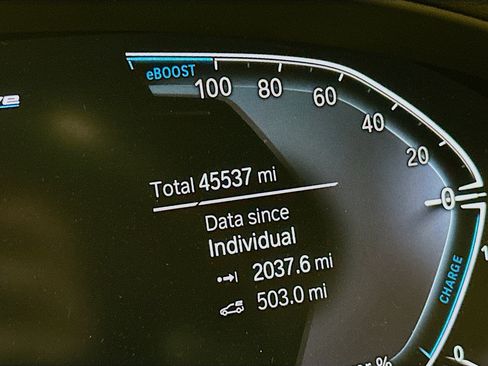 eBOOST
100
80
60
40
20
0
Total 45537 mi
Data since
Individual
2037.6 mi
503.0 mi
CHARGE
0
%